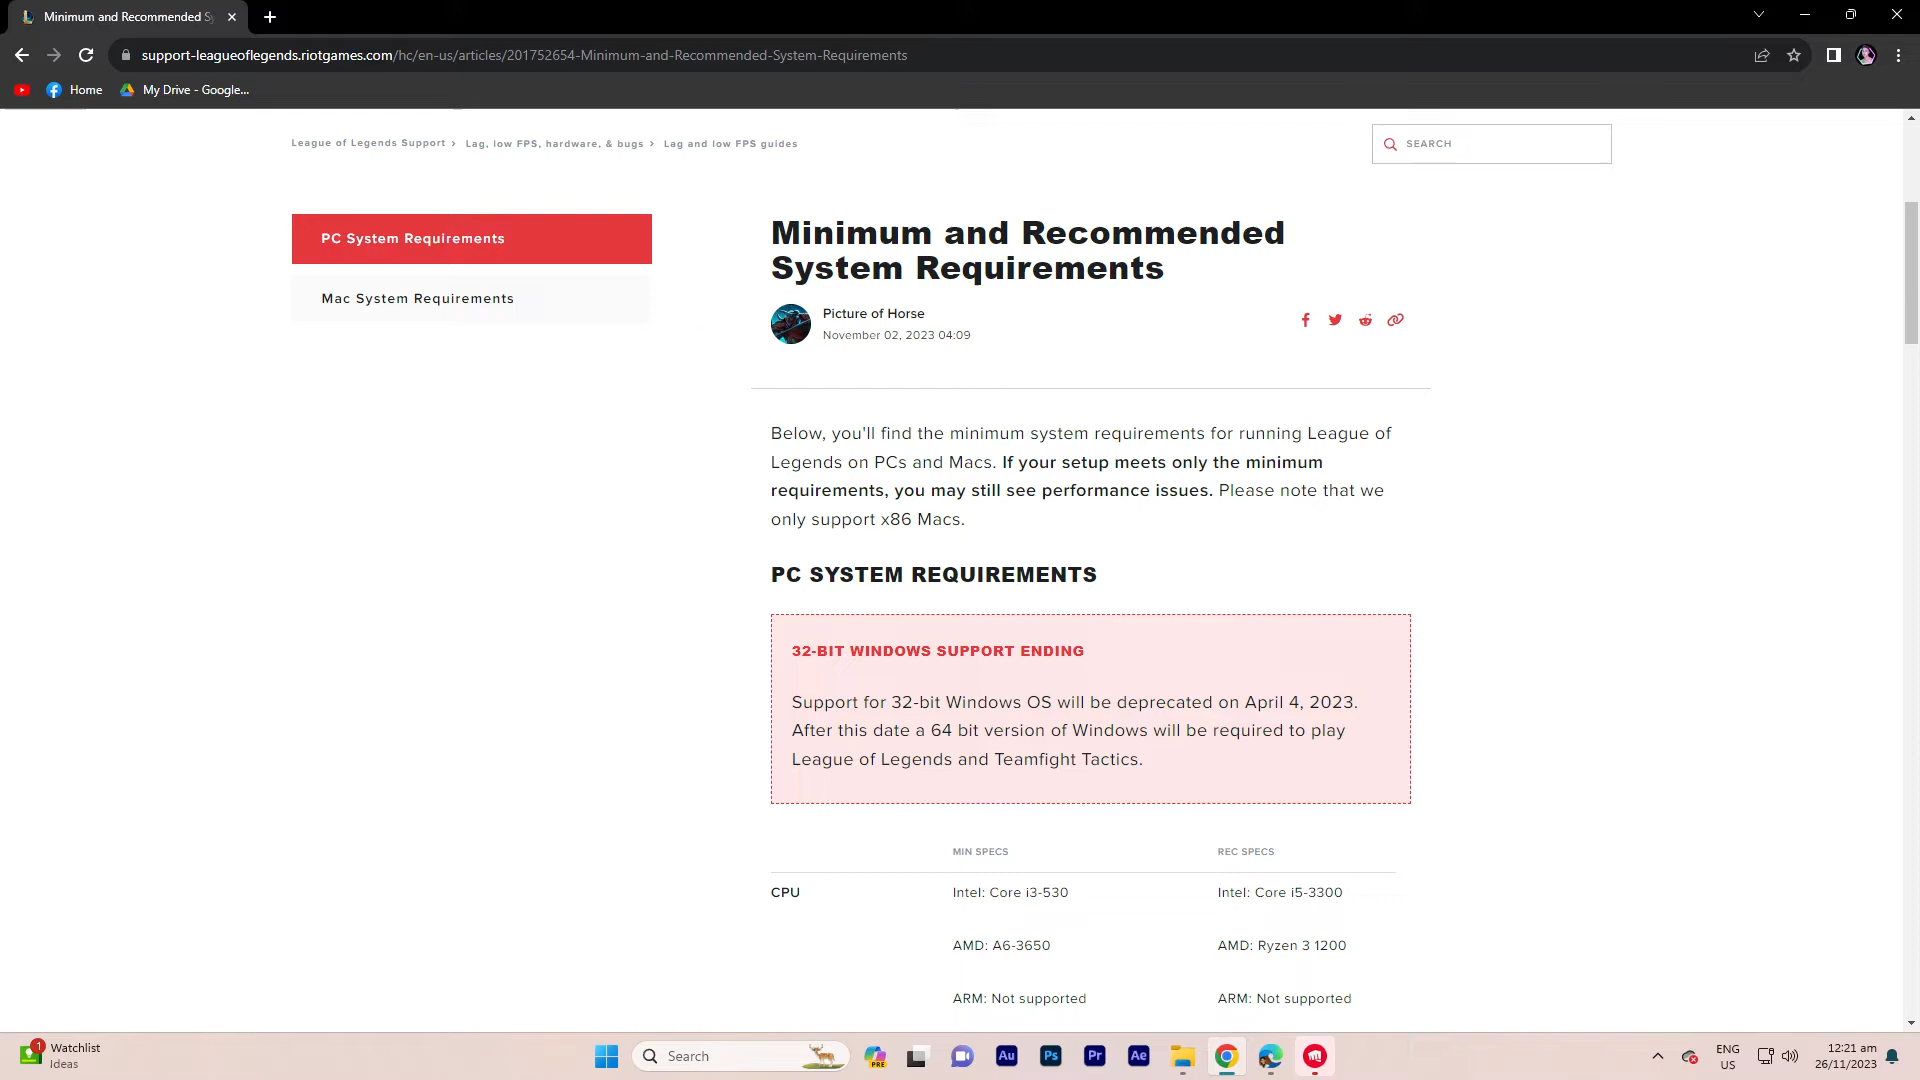 Minimum and Recommended S
support-leagueoflegends.riotgames.com/hc/en-us/articles/201752654-Minimum-and-Recommended-System-Requirements
Home
My Drive - Google...
League of Legends Support > Lag, low FPS, hardware, & bugs > Lag and low FPS guides
SEARCH
PC System Requirements
Mac System Requirements
Minimum and Recommended
System Requirements
Picture of Horse
November 02, 2023 04:09
Below, you'll find the minimum system requirements for running League of
Legends on PCs and Macs. If your setup meets only the minimum
requirements, you may still see performance issues. Please note that we
only support x86 Macs.
PC SYSTEM REQUIREMENTS
32-BIT WINDOWS SUPPORT ENDING
Support for 32-bit Windows OS will be deprecated on April 4, 2023.
After this date a 64 bit version of Windows will be required to play
League of Legends and Teamfight Tactics.
MIN SPECS REC SPECS
CPU Intel: Core i3-530 Intel: Core i5-3300
AMD: A6-3650 AMD: Ryzen 3 1200
ARM: Not supported ARM: Not supported
1
Watchlist
Ideas
Search
PRE
Au
Ps
Pr
Ae
ENG
US
12:21 am
26/11/2023